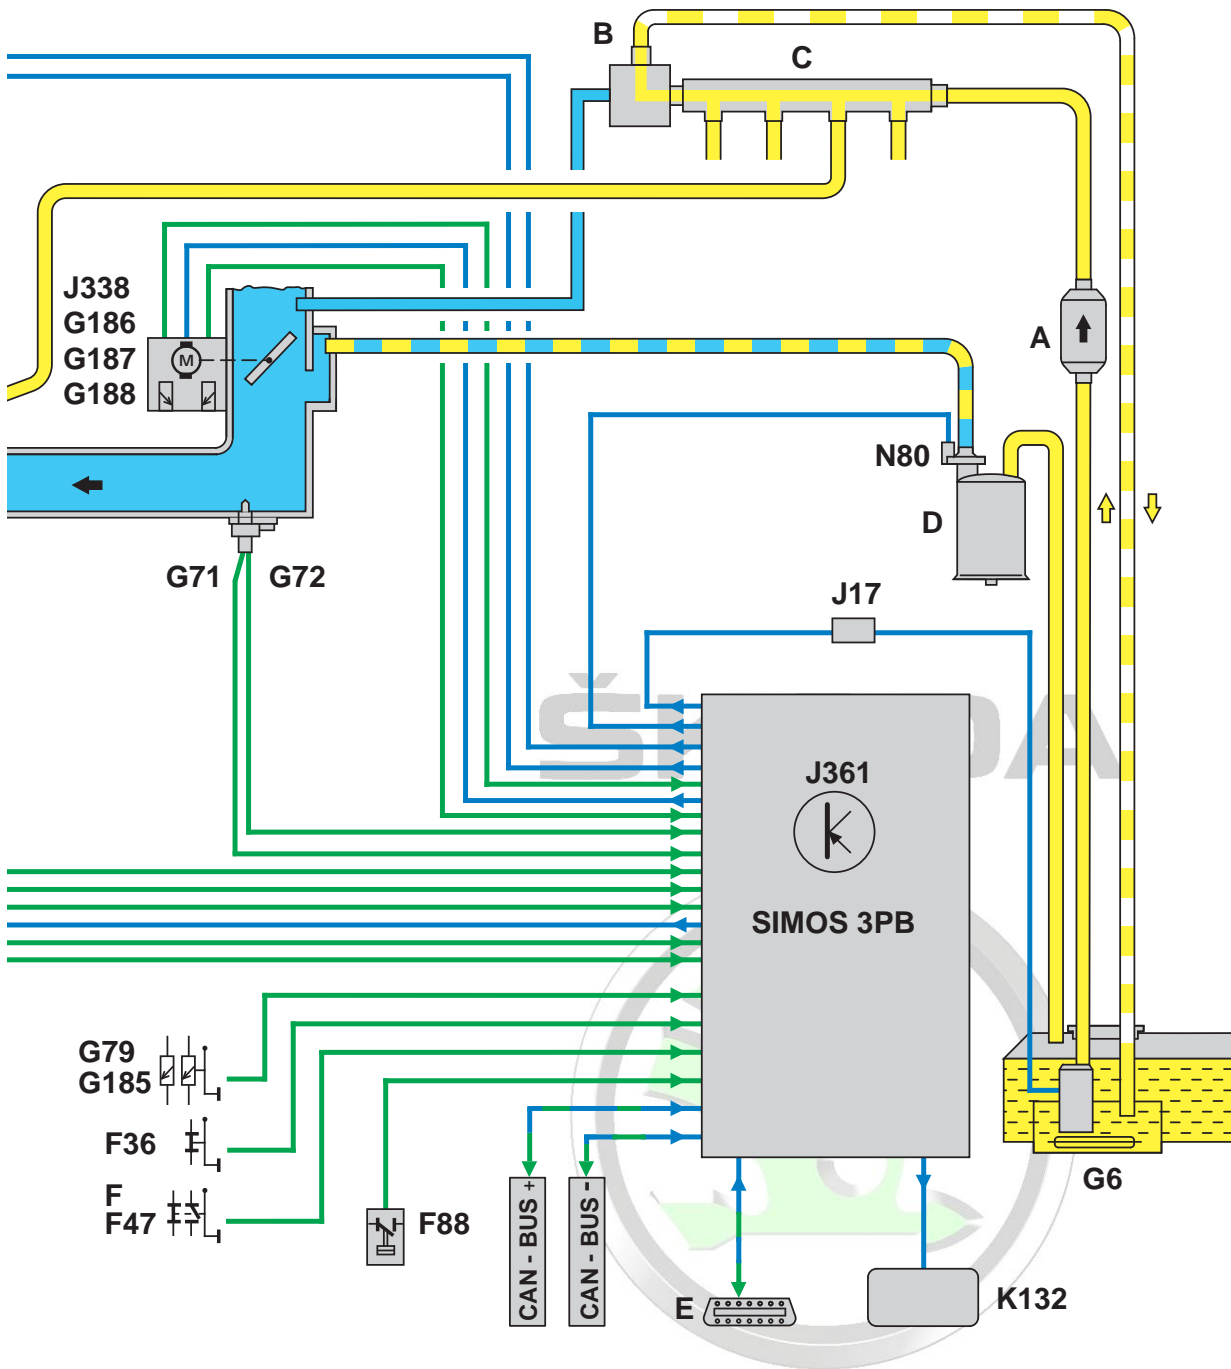 B
C
J338
G186
G187
G188
M
A
N80
D
G71 G72
J17
ŠKODA
J361
SIMOS 3PB
G79
G185
F36
F
F47
F88
CAN - BUS +
CAN - BUS -
E
K132
G6